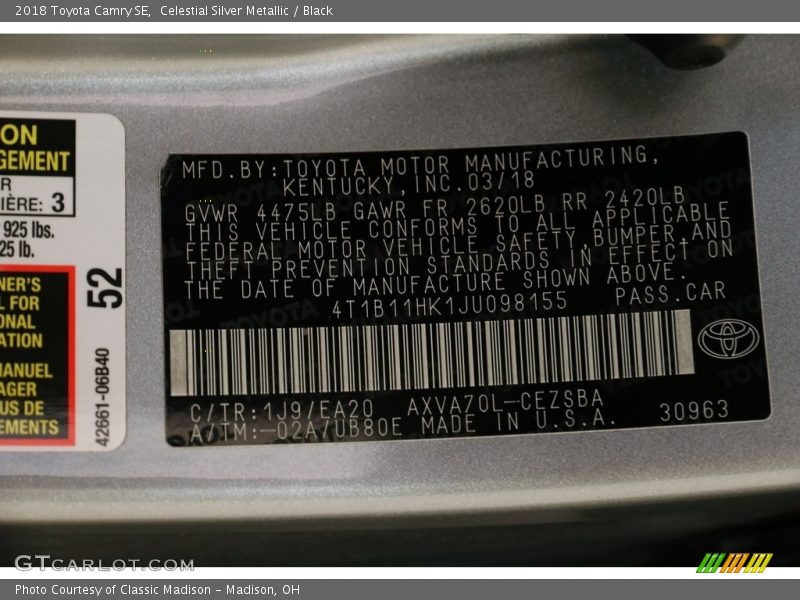 2018 Toyota Camry SE, Celestial Silver Metallic / Black
ON
GEMENT
R
IÈRE: 3
925 lbs.
25 lb.
NER'S
L FOR
ONAL
ATION
MANUEL
AGER
US DE
EMENTS
52
42661-06B40
MFD.BY:TOYOTA MOTOR MANUFACTURING,
KENTUCKY,INC.03/18
GVWR 4475LB GAWR FR 2620LB RR 2420LB
THIS VEHICLE CONFORMS TO ALL APPLICABLE
FEDERAL MOTOR VEHICLE SAFETY,BUMPER,AND
THEFT PREVENTION STANDARDS IN EFFECT ON
THE DATE OF MANUFACTURE SHOWN ABOVE.
4T1B11HK1JU098155 PASS.CAR
C/TR:1J9/EA20 AXVA70L-CEZSBA
A/TM:-02A/UB80E MADE IN U.S.A. 30963
GTCARLOT.COM
Photo Courtesy of Classic Madison - Madison, OH